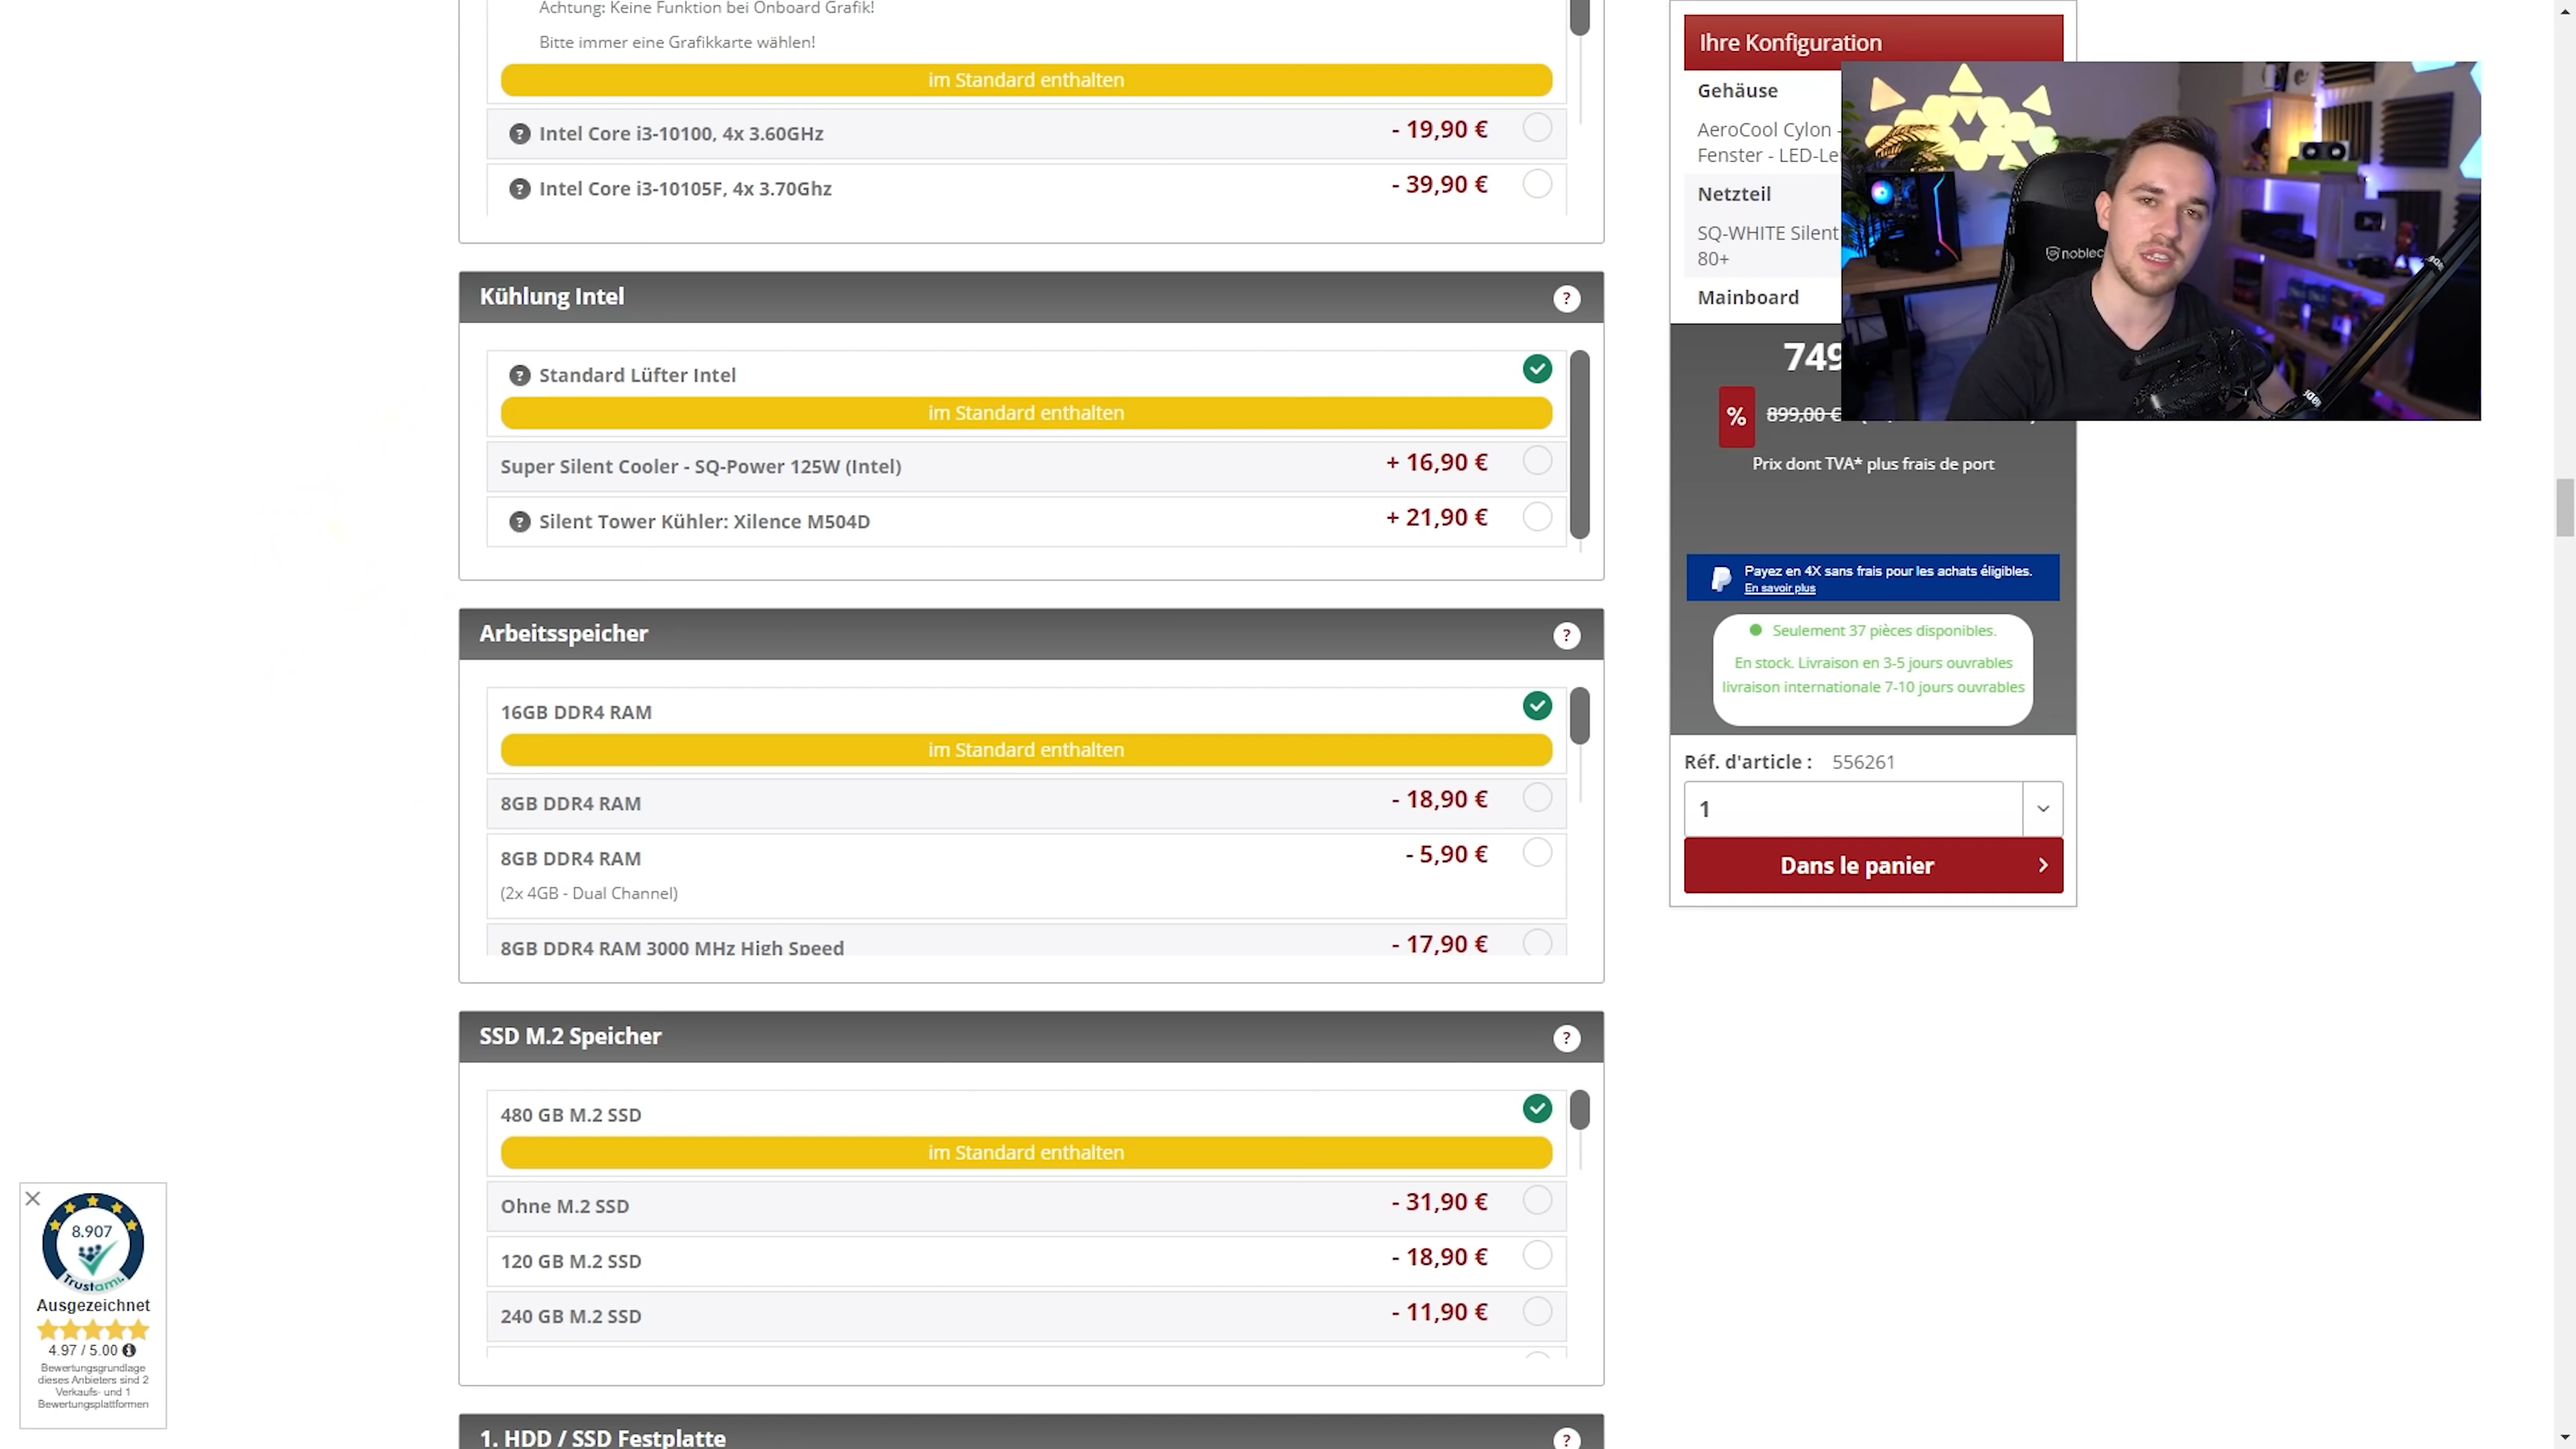 Achtung: Keine Funktion bei Onboard Grafik!
Bitte immer eine Grafikkarte wählen!
im Standard enthalten
Intel Core i3-10100, 4x 3.60GHz - 19,90 €
Intel Core i3-10105F, 4x 3.70Ghz - 39,90 €
Kühlung Intel ?
Standard Lüfter Intel
im Standard enthalten
Super Silent Cooler - SQ-Power 125W (Intel) + 16,90 €
Silent Tower Kühler: Xilence M504D + 21,90 €
Arbeitsspeicher ?
16GB DDR4 RAM
im Standard enthalten
8GB DDR4 RAM - 18,90 €
8GB DDR4 RAM - 5,90 €
(2x 4GB - Dual Channel)
8GB DDR4 RAM 3000 MHz High Speed - 17,90 €
SSD M.2 Speicher ?
480 GB M.2 SSD
im Standard enthalten
Ohne M.2 SSD - 31,90 €
120 GB M.2 SSD - 18,90 €
240 GB M.2 SSD - 11,90 €
1. HDD / SSD Festplatte ?
Ihre Konfiguration
Gehäuse
AeroCool Cylon -
Fenster - LED-Le
Netzteil
SQ-WHITE Silent
80+
Mainboard
749
% 899,00 €
Prix dont TVA* plus frais de port
Payez en 4X sans frais pour les achats éligibles.
En savoir plus
Seulement 37 pièces disponibles.
En stock. Livraison en 3-5 jours ouvrables
livraison internationale 7-10 jours ouvrables
Réf. d'article : 556261
1
Dans le panier
noblec
8.907
Trustami
Ausgezeichnet
4.97 / 5.00
Bewertungsgrundlage
dieses Anbieters sind 2
Verkaufs- und 1
Bewertungsplattformen